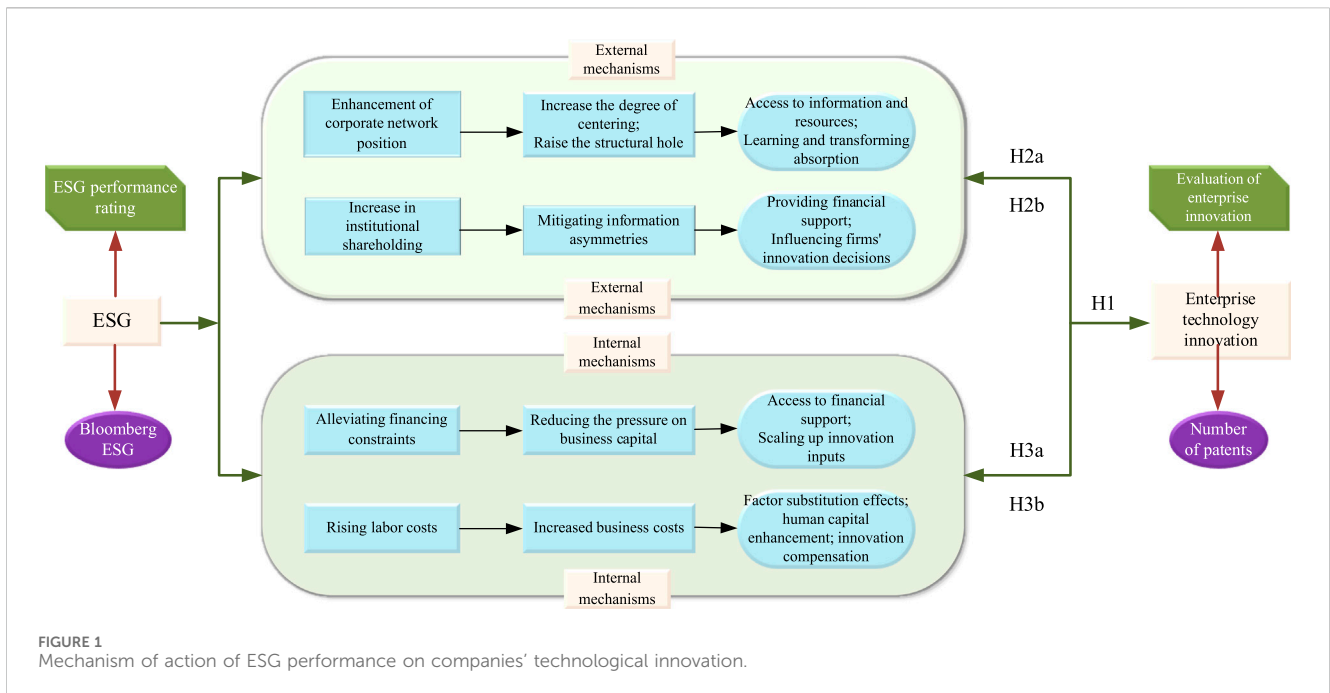 External
mechanisms
Enhancement of
corporate network
position
Increase the degree of
centering;
Raise the structural hole
Access to information and
resources;
Learning and transforming
absorption
Increase in
institutional
shareholding
Mitigating information
asymmetries
Providing financial
support;
Influencing firms'
innovation decisions
External
mechanisms
ESG performance
rating
ESG
Bloomberg
ESG
Internal
mechanisms
Alleviating financing
constraints
Reducing the pressure on
business capital
Access to financial
support;
Scaling up innovation
inputs
Rising labor costs
Increased business costs
Factor substitution effects;
human capital
enhancement; innovation
compensation
Internal
mechanisms
H2a
H2b
H1
H3a
H3b
Evaluation of
enterprise
innovation
Enterprise
technology
innovation
Number
of patents
FIGURE 1
Mechanism of action of ESG performance on companies' technological innovation.